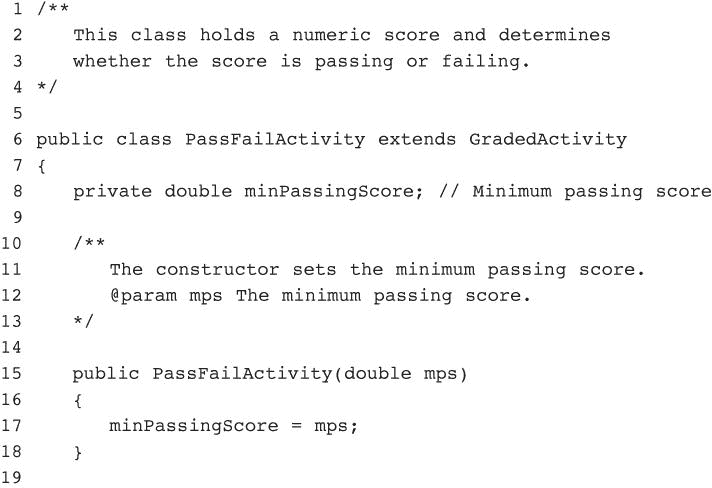 1 /**
2    This class holds a numeric score and determines
3    whether the score is passing or failing.
4 */
5
6 public class PassFailActivity extends GradedActivity
7 {
8    private double minPassingScore; // Minimum passing score
9
10    /**
11       The constructor sets the minimum passing score.
12       @param mps The minimum passing score.
13    */
14
15    public PassFailActivity(double mps)
16    {
17       minPassingScore = mps;
18    }
19